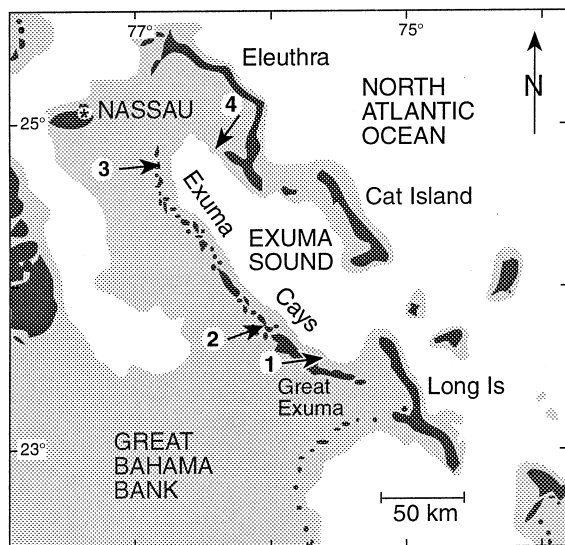 77°
75°
Eleuthra
NORTH
ATLANTIC
OCEAN
N
NASSAU
4
25°
3
Exuma
Cat Island
EXUMA
SOUND
Cays
2
1
Great
Exuma
Long Is
GREAT
BAHAMA
BANK
23°
50 km